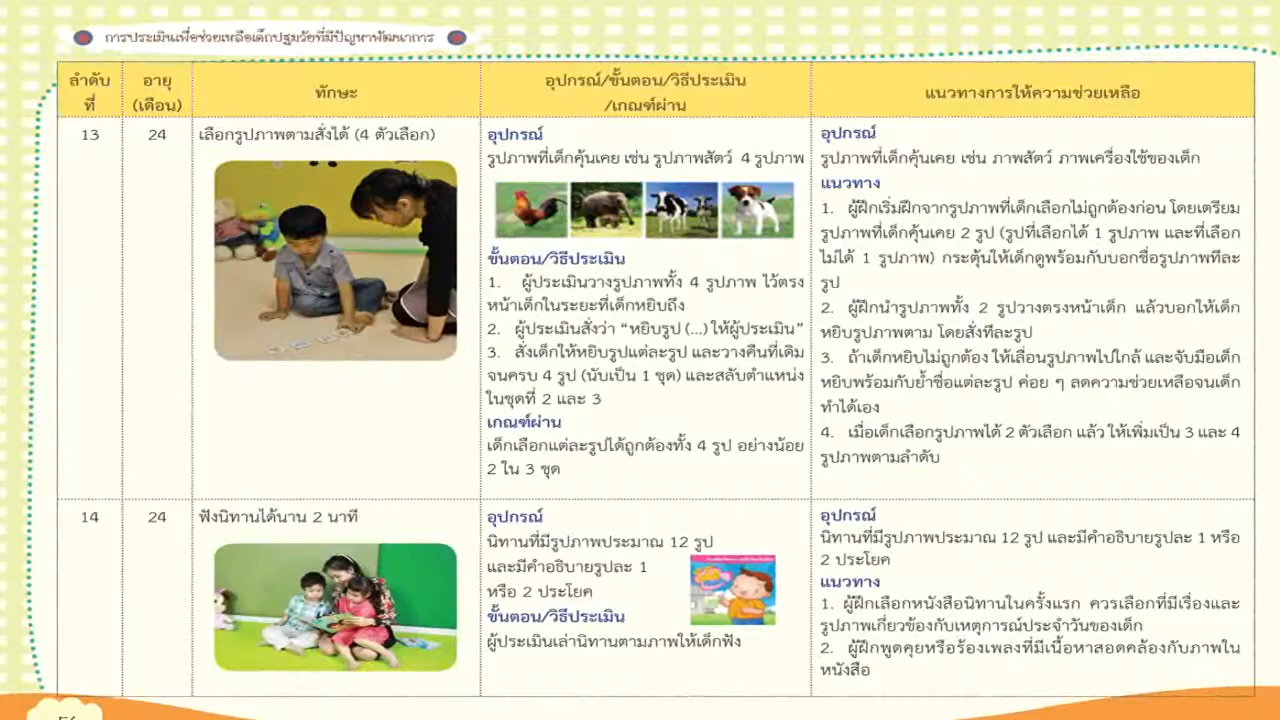 การประเมินเพื่อช่วยเหลือเด็กปฐมวัยที่มีปัญหาพัฒนาการ
ลำดับ
ที่
อายุ
(เดือน)
ทักษะ
อุปกรณ์/ขั้นตอน/วิธีประเมิน
/เกณฑ์ผ่าน
แนวทางการให้ความช่วยเหลือ
13
24
เลือกรูปภาพตามสั่งได้ (4 ตัวเลือก)
อุปกรณ์
รูปภาพที่เด็กคุ้นเคย เช่น รูปภาพสัตว์ 4 รูปภาพ
ขั้นตอน/วิธีประเมิน
1. ผู้ประเมินวางรูปภาพทั้ง 4 รูปภาพ ไว้ตรง
หน้าเด็กในระยะที่เด็กหยิบถึง
2. ผู้ประเมินสั่งว่า “หยิบรูป (...) ให้ผู้ประเมิน”
3. สั่งเด็กให้หยิบรูปแต่ละรูป และวางคืนที่เดิม
จนครบ 4 รูป (นับเป็น 1 ชุด) และสลับตำแหน่ง
ในชุดที่ 2 และ 3
เกณฑ์ผ่าน
เด็กเลือกแต่ละรูปได้ถูกต้องทั้ง 4 รูป อย่างน้อย
2 ใน 3 ชุด
อุปกรณ์
รูปภาพที่เด็กคุ้นเคย เช่น ภาพสัตว์ ภาพเครื่องใช้ของเด็ก
แนวทาง
1. ผู้ฝึกเริ่มฝึกจากรูปภาพที่เด็กเลือกไม่ถูกต้องก่อน โดยเตรียม
รูปภาพที่เด็กคุ้นเคย 2 รูป (รูปที่เลือกได้ 1 รูปภาพ และที่เลือก
ไม่ได้ 1 รูปภาพ) กระตุ้นให้เด็กดูพร้อมกับบอกชื่อรูปภาพทีละ
รูป
2. ผู้ฝึกนำรูปภาพทั้ง 2 รูปวางตรงหน้าเด็ก แล้วบอกให้เด็ก
หยิบรูปภาพตาม โดยสั่งทีละรูป
3. ถ้าเด็กหยิบไม่ถูกต้อง ให้เลื่อนรูปภาพไปใกล้ และจับมือเด็ก
หยิบพร้อมกับย้ำชื่อแต่ละรูป ค่อย ๆ ลดความช่วยเหลือจนเด็ก
ทำได้เอง
4. เมื่อเด็กเลือกรูปภาพได้ 2 ตัวเลือก แล้ว ให้เพิ่มเป็น 3 และ 4
รูปภาพตามลำดับ
14
24
ฟังนิทานได้นาน 2 นาที
อุปกรณ์
นิทานที่มีรูปภาพประมาณ 12 รูป
และมีคำอธิบายรูปละ 1
หรือ 2 ประโยค
ขั้นตอน/วิธีประเมิน
ผู้ประเมินเล่านิทานตามภาพให้เด็กฟัง
อุปกรณ์
นิทานที่มีรูปภาพประมาณ 12 รูป และมีคำอธิบายรูปละ 1 หรือ
2 ประโยค
แนวทาง
1. ผู้ฝึกเลือกหนังสือนิทานในครั้งแรก ควรเลือกที่มีเรื่องและ
รูปภาพเกี่ยวข้องกับเหตุการณ์ประจำวันของเด็ก
2. ผู้ฝึกพูดคุยหรือร้องเพลงที่มีเนื้อหาสอดคล้องกับภาพใน
หนังสือ